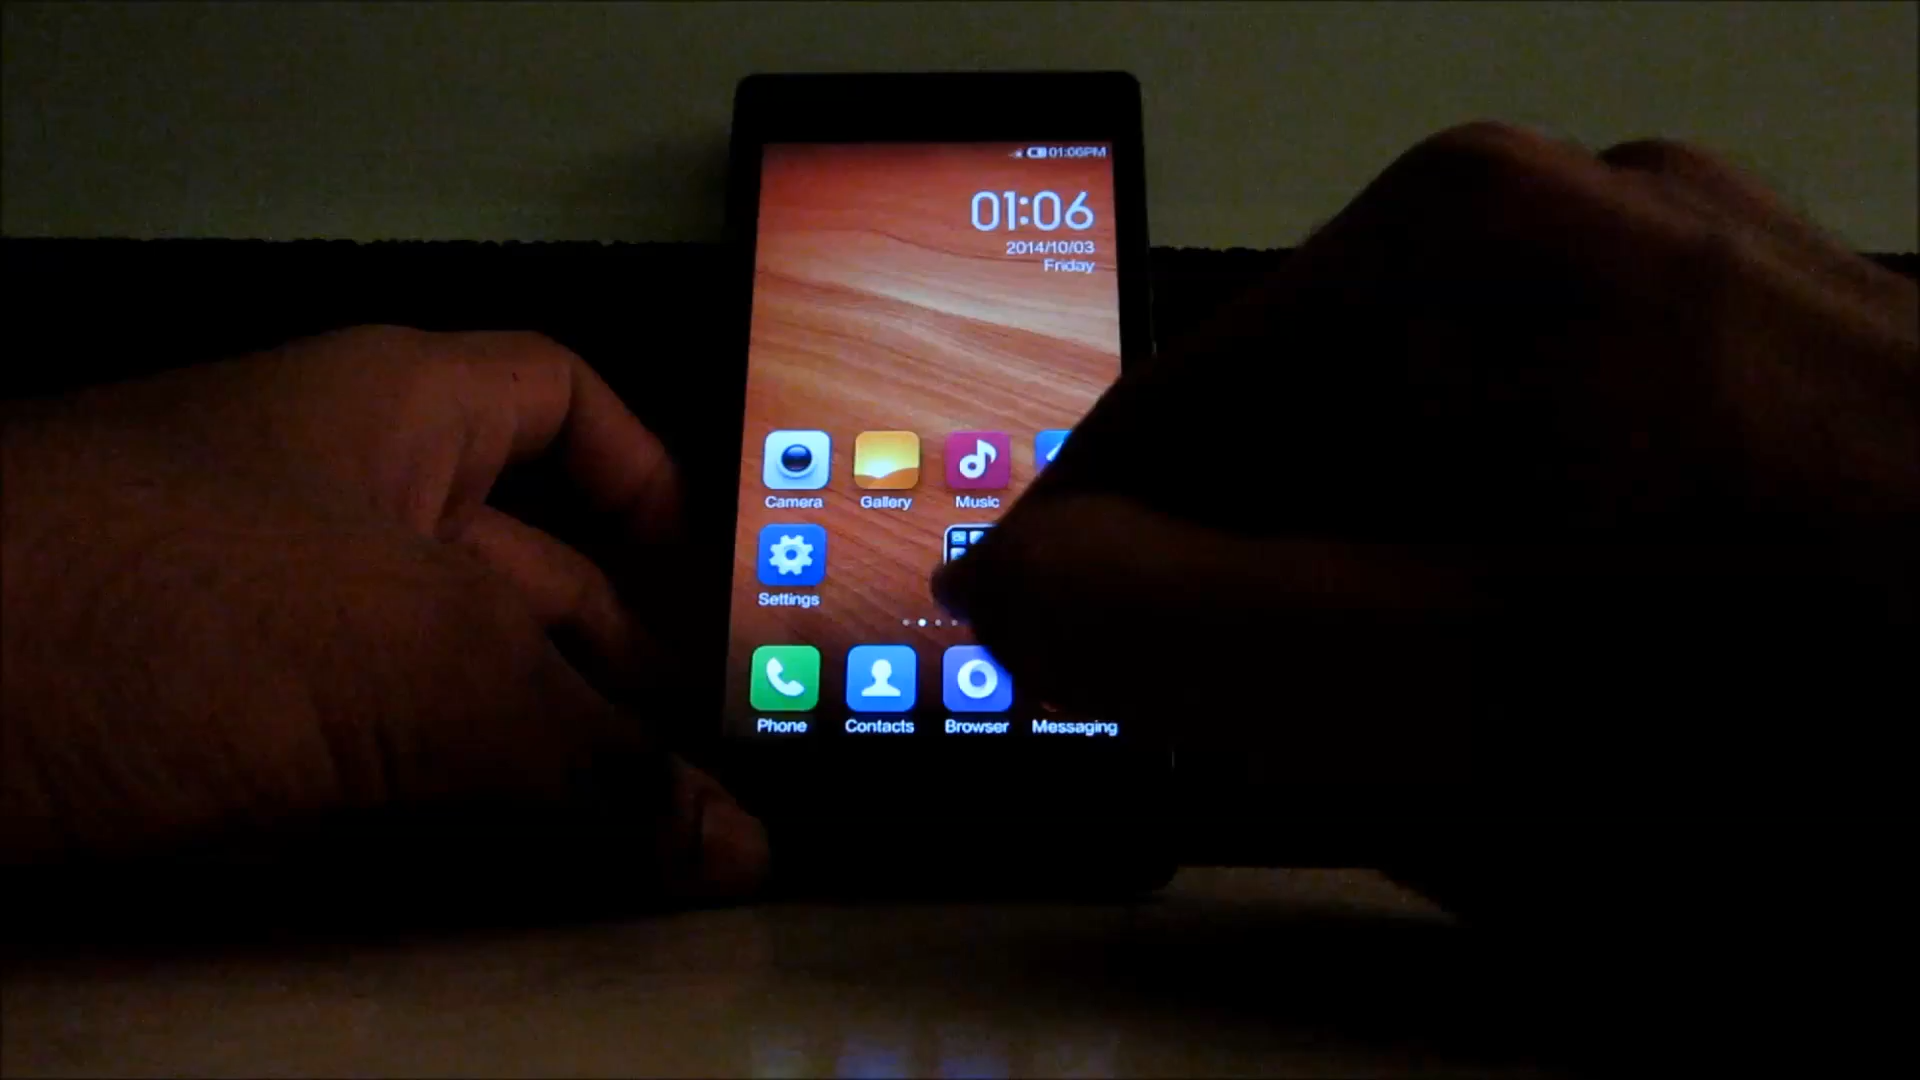 01:06PM
01:06
2014/10/03
Friday
Camera Gallery Music
Settings
Phone Contacts Browser Messaging